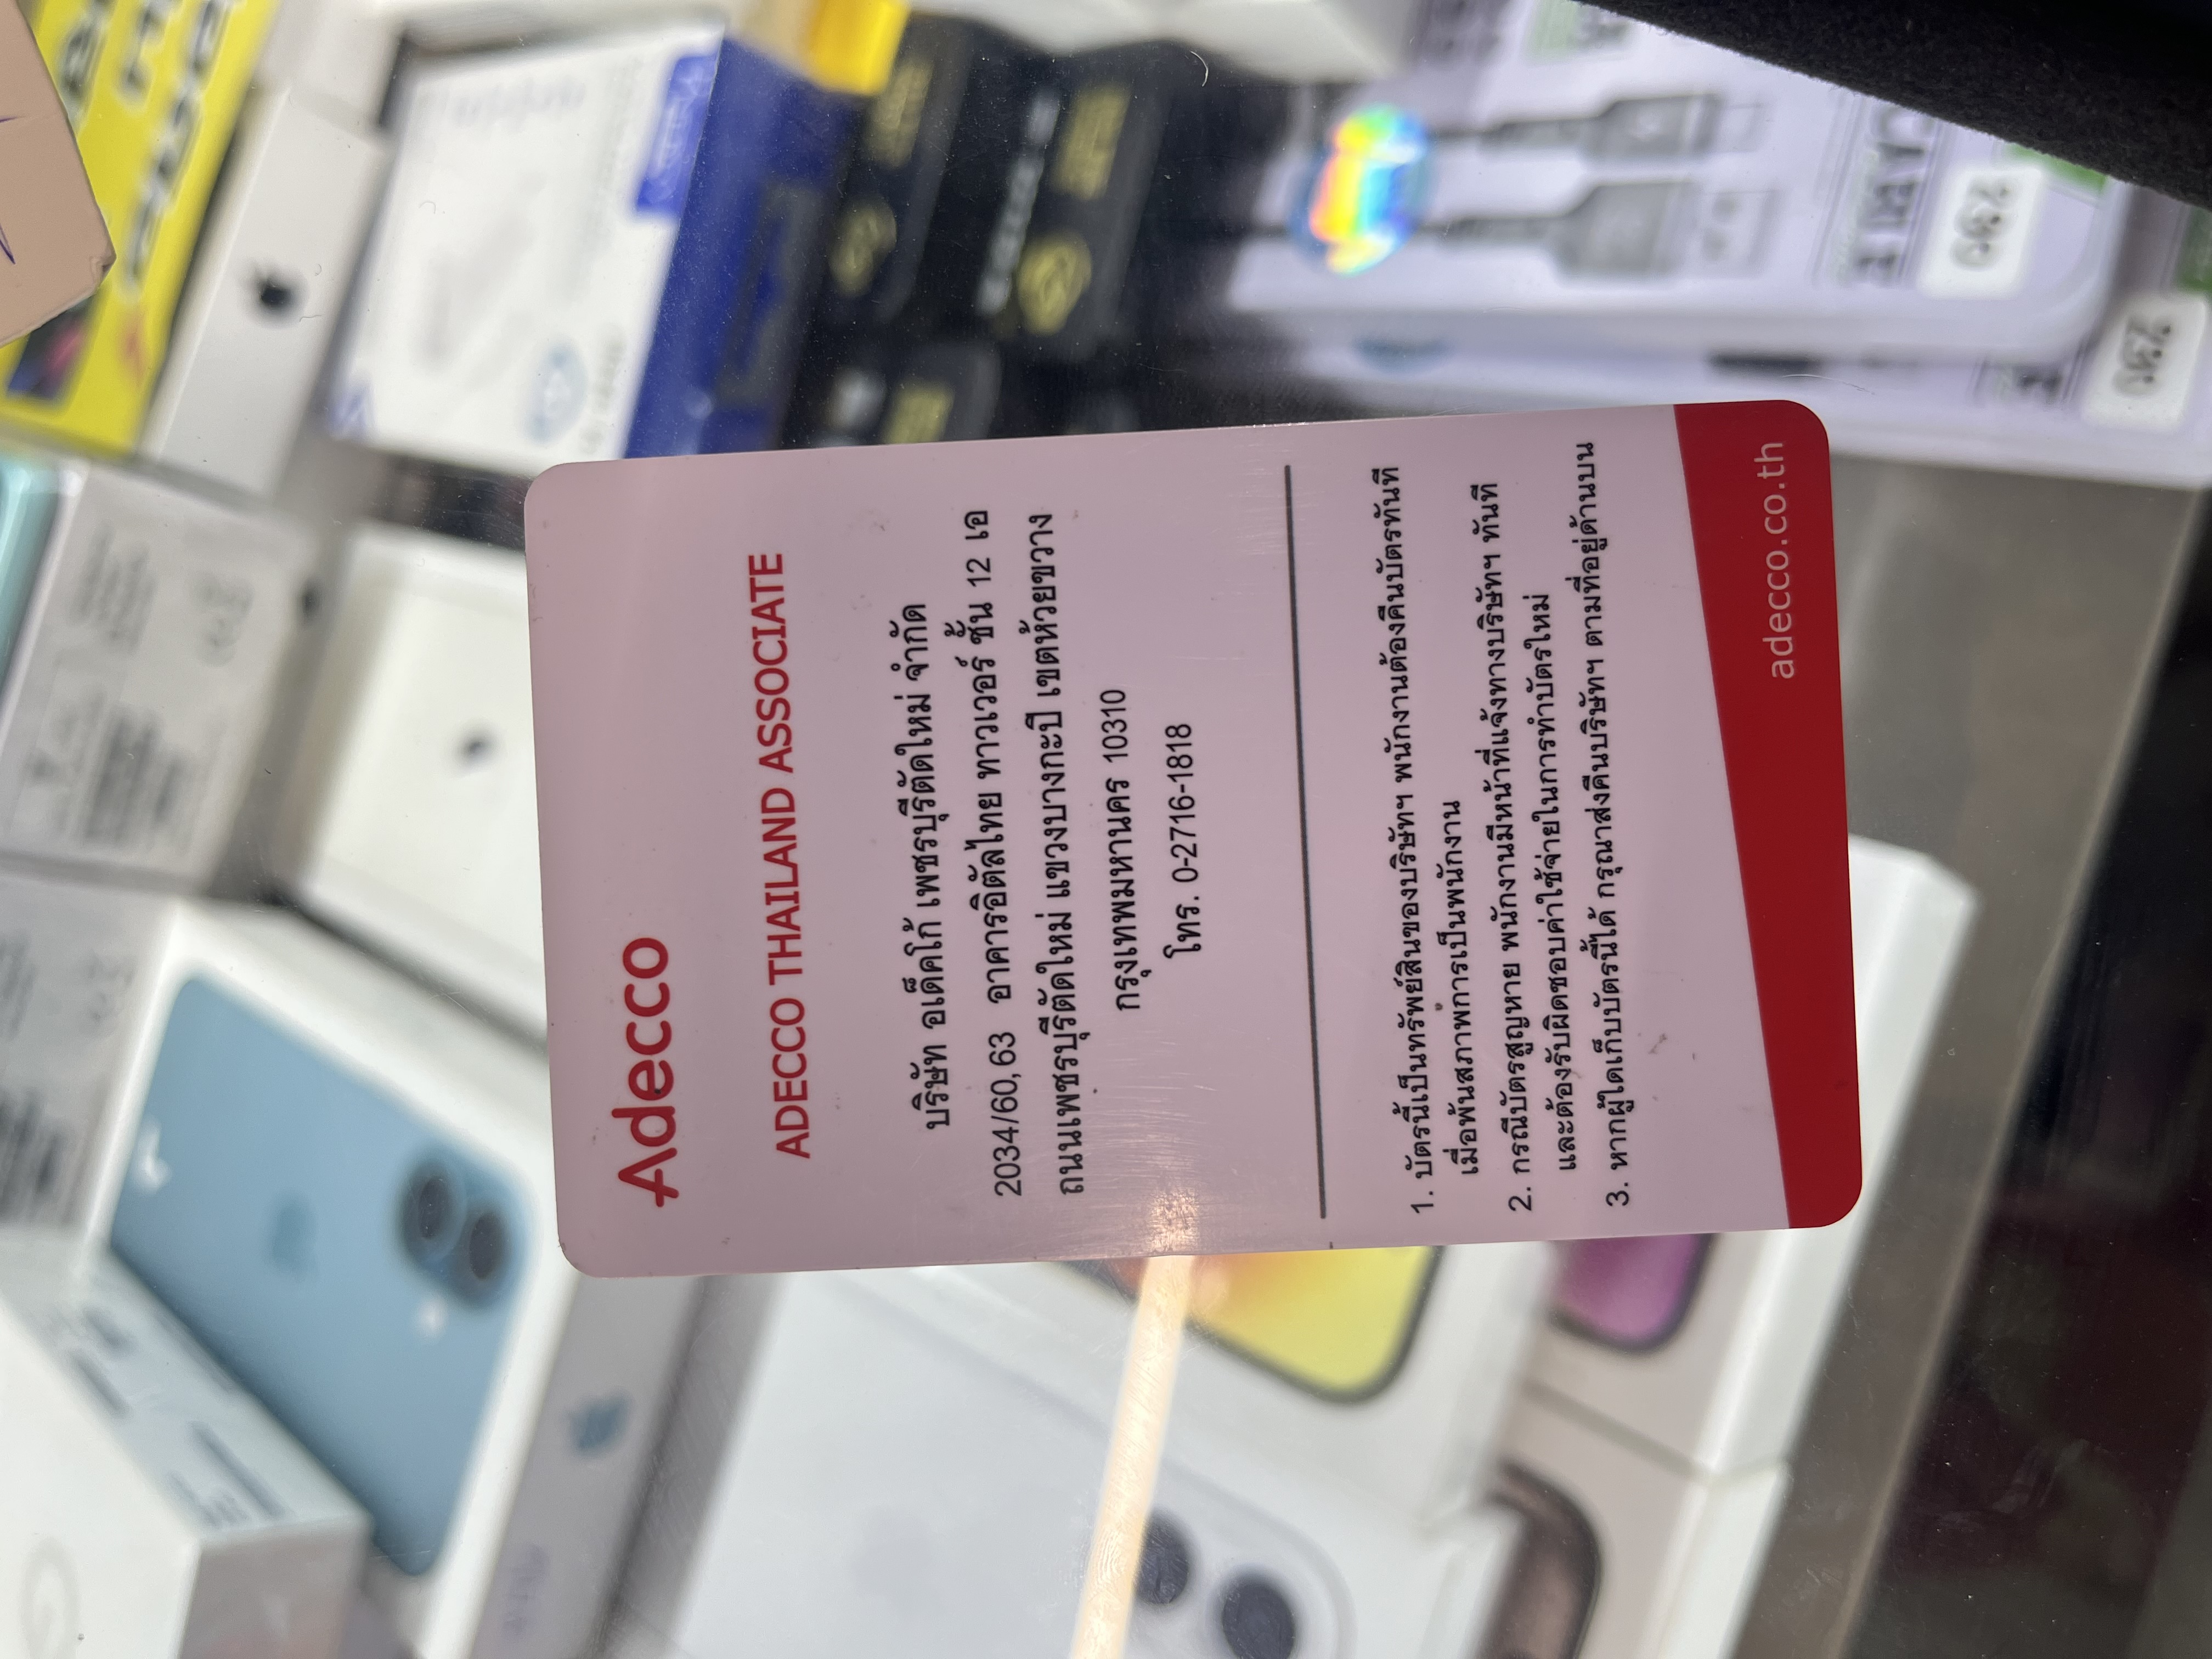 Adecco
ADECCO THAILAND ASSOCIATE
บริษัท อเด็คโก้ เพชรบุรีตัดใหม่ จำกัด
2034/60,63 อาคารอิตัลไทย ทาวเวอร์ ชั้น 12 เอ
ถนนเพชรบุรีตัดใหม่ แขวงบางกะปิ เขตห้วยขวาง
กรุงเทพมหานคร 10310
โทร. 0-2716-1818
1. บัตรนี้เป็นทรัพย์สินของบริษัทฯ พนักงานต้องคืนบัตรทันที
เมื่อพ้นสภาพการเป็นพนักงาน
2. กรณีบัตรสูญหาย พนักงานมีหน้าที่แจ้งทางบริษัทฯ ทันที
และต้องรับผิดชอบค่าใช้จ่ายในการทำบัตรใหม่
3. หากผู้ใดเก็บบัตรนี้ได้ กรุณาส่งคืนบริษัทฯ ตามที่อยู่ด้านบน
adecco.co.th